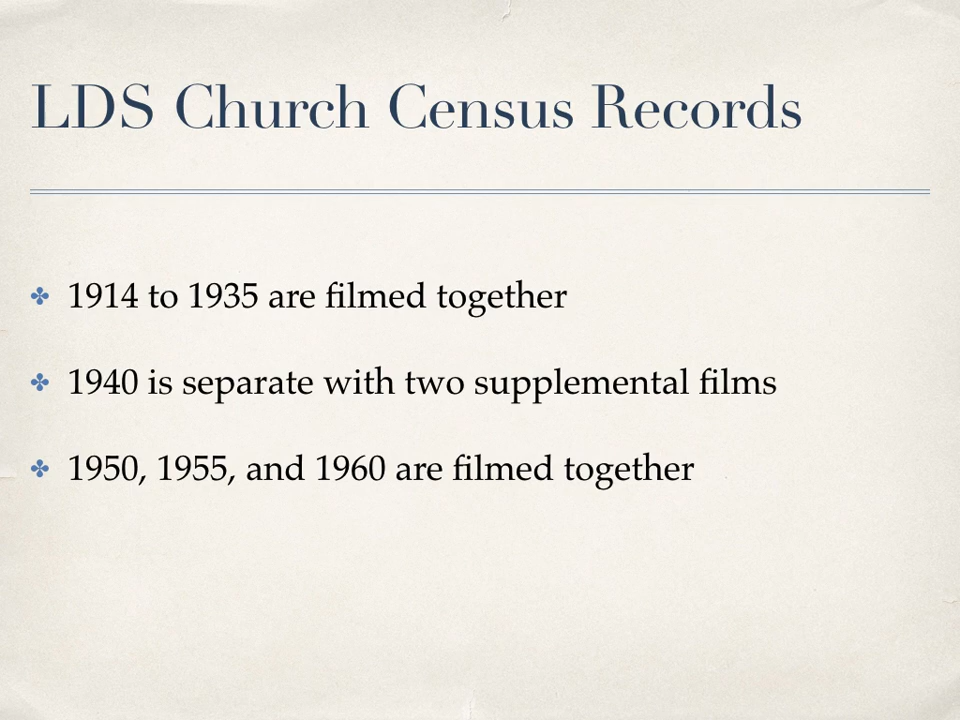 LDS Church Census Records
✤ 1914 to 1935 are filmed together
✤ 1940 is separate with two supplemental films
✤ 1950, 1955, and 1960 are filmed together